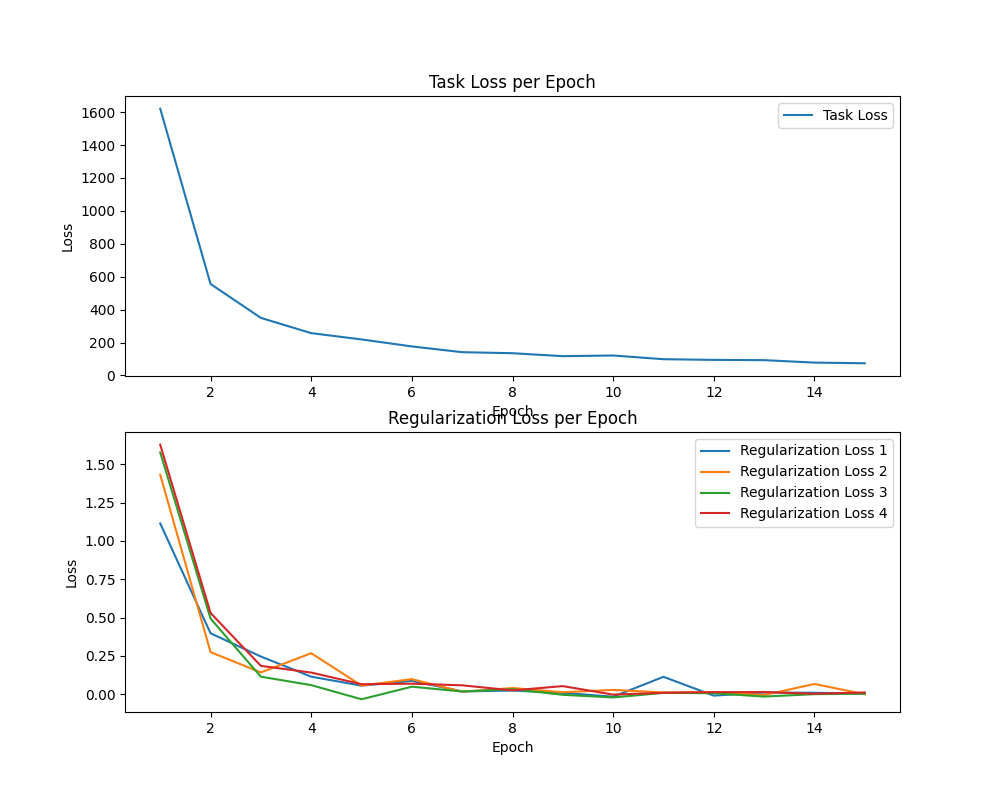 Task Loss per Epoch
Loss
1600
1400
1200
1000
800
600
400
200
0
Task Loss
2 4 6 8 10 12 14
Epoch
Regularization Loss per Epoch
Loss
1.50
1.25
1.00
0.75
0.50
0.25
0.00
Regularization Loss 1
Regularization Loss 2
Regularization Loss 3
Regularization Loss 4
2 4 6 8 10 12 14
Epoch